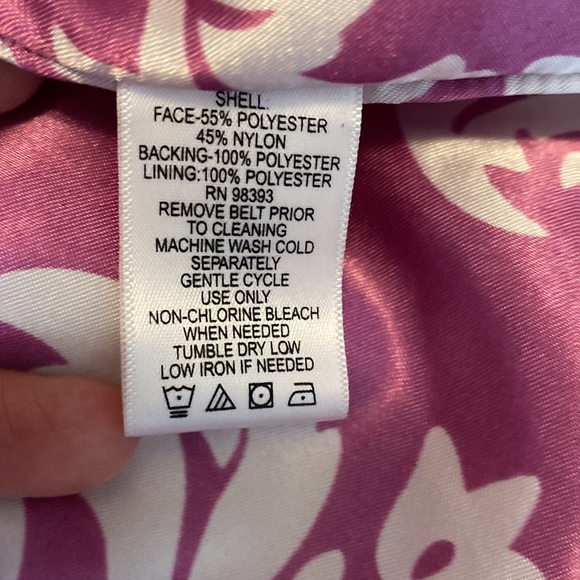 SHELL:
FACE-55% POLYESTER
45% NYLON
BACKING-100% POLYESTER
LINING:100% POLYESTER
RN 98393
REMOVE BELT PRIOR
TO CLEANING
MACHINE WASH COLD
SEPARATELY
GENTLE CYCLE
USE ONLY
NON-CHLORINE BLEACH
WHEN NEEDED
TUMBLE DRY LOW
LOW IRON IF NEEDED